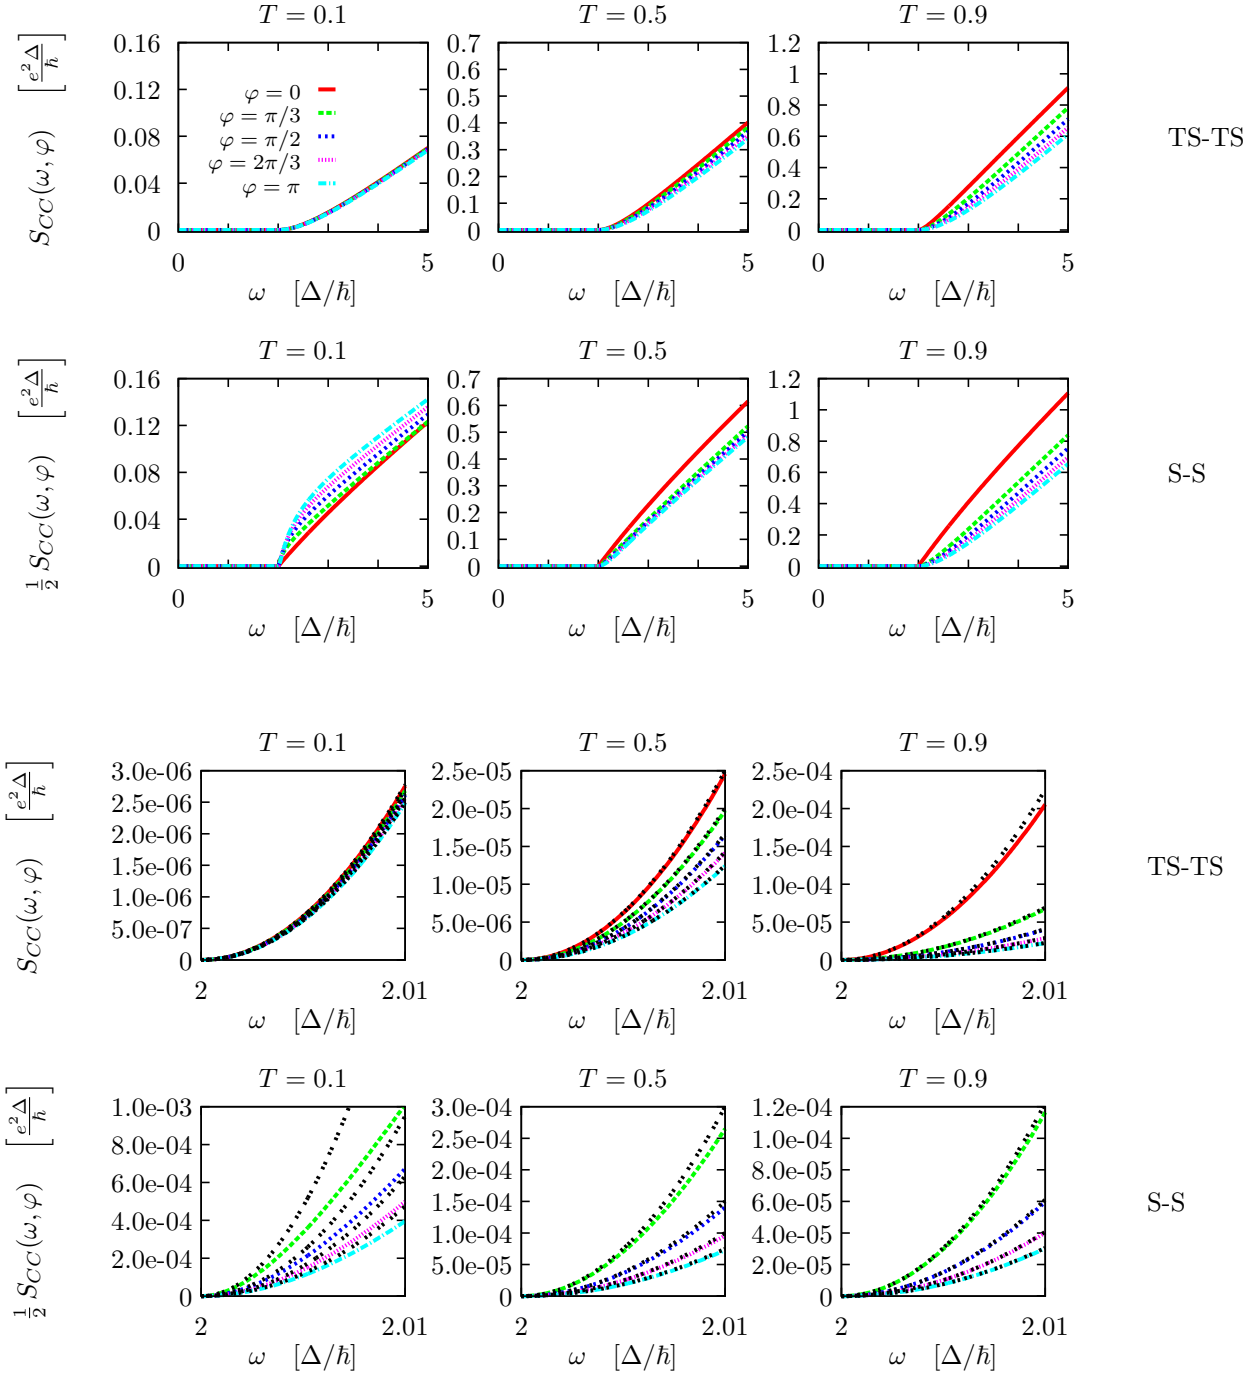 T = 0.1
T = 0.5
T = 0.9
S_CC(ω, φ) [e²Δ/ħ]
0.16
0.12
0.08
0.04
0
φ = 0
φ = π/3
φ = π/2
φ = 2π/3
φ = π
0 5
ω [Δ/ħ]
0.7
0.6
0.5
0.4
0.3
0.2
0.1
0
0 5
ω [Δ/ħ]
1.2
1
0.8
0.6
0.4
0.2
0
0 5
ω [Δ/ħ]
TS-TS
T = 0.1
T = 0.5
T = 0.9
½ S_CC(ω, φ) [e²Δ/ħ]
0.16
0.12
0.08
0.04
0
0 5
ω [Δ/ħ]
0.7
0.6
0.5
0.4
0.3
0.2
0.1
0
0 5
ω [Δ/ħ]
1.2
1
0.8
0.6
0.4
0.2
0
0 5
ω [Δ/ħ]
S-S
T = 0.1
T = 0.5
T = 0.9
S_CC(ω, φ) [e²Δ/ħ]
3.0e-06
2.5e-06
2.0e-06
1.5e-06
1.0e-06
5.0e-07
0
2 2.01
ω [Δ/ħ]
2.5e-05
2.0e-05
1.5e-05
1.0e-05
5.0e-06
0
2 2.01
ω [Δ/ħ]
2.5e-04
2.0e-04
1.5e-04
1.0e-04
5.0e-05
0
2 2.01
ω [Δ/ħ]
TS-TS
T = 0.1
T = 0.5
T = 0.9
½ S_CC(ω, φ) [e²Δ/ħ]
1.0e-03
8.0e-04
6.0e-04
4.0e-04
2.0e-04
0
2 2.01
ω [Δ/ħ]
3.0e-04
2.5e-04
2.0e-04
1.5e-04
1.0e-04
5.0e-05
0
2 2.01
ω [Δ/ħ]
1.2e-04
1.0e-04
8.0e-05
6.0e-05
4.0e-05
2.0e-05
0
2 2.01
ω [Δ/ħ]
S-S